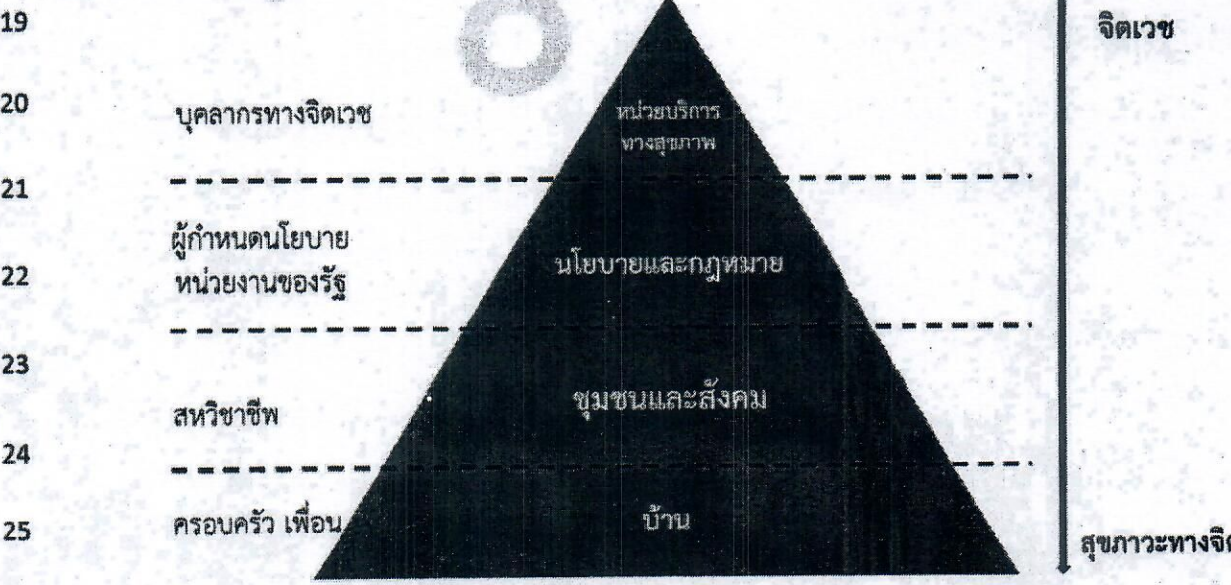 19
จิตเวช
20
บุคลากรทางจิตเวช
หน่วยบริการ
ทางสุขภาพ
21
ผู้กำหนดนโยบาย
22
หน่วยงานของรัฐ
นโยบายและกฎหมาย
23
สหวิชาชีพ
ชุมชนและสังคม
24
25
ครอบครัว เพื่อน
บ้าน
สุขภาวะทางจิต